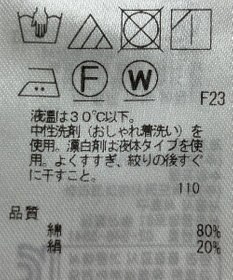 F
W
F23
液温は30℃以下。
中性洗剤(おしゃれ着洗い)を
使用。漂白剤は液体タイプを使
用。よくすすぎ、絞りの後すぐ
に干すこと。
110
品質
綿 80%
絹 20%